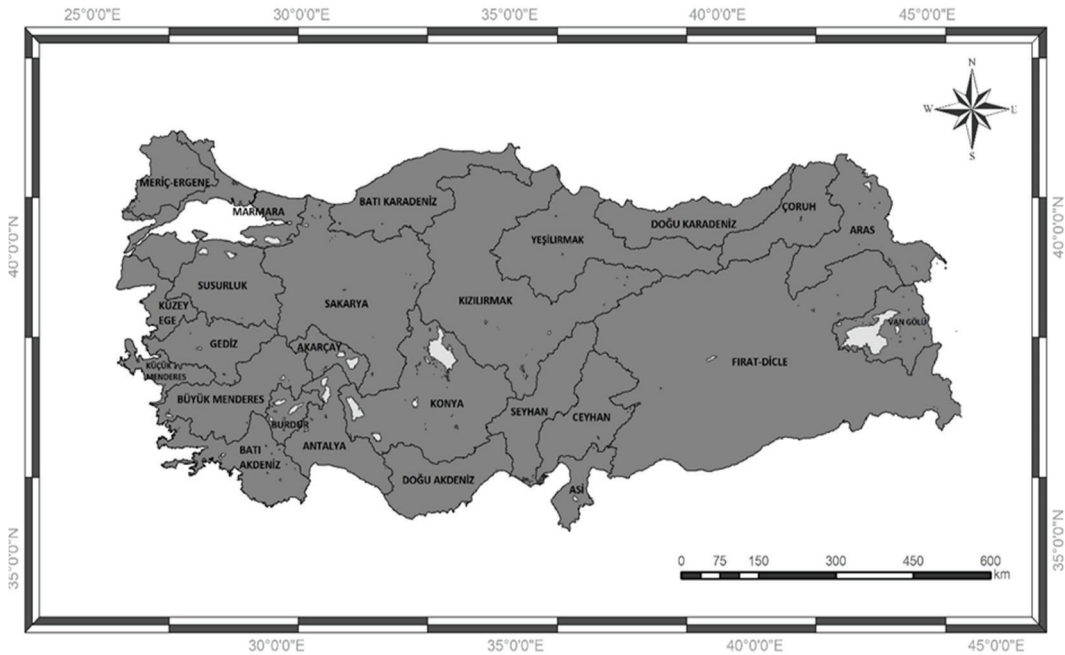 25°0'0"E 30°0'0"E 35°0'0"E 40°0'0"E 45°0'0"E
N
W E
S
40°0'0"N
40°0'0"N
35°0'0"N
35°0'0"N
MERİÇ-ERGENE
MARMARA
BATI KARADENİZ
DOĞU KARADENİZ
ÇORUH
ARAS
YEŞİLIRMAK
SUSURLUK
SAKARYA
KIZILIRMAK
KUZEY
EGE
VAN GÖLÜ
GEDİZ
AKARÇAY
FIRAT-DİCLE
KÜÇÜK
MENDERES
BÜYÜK MENDERES
KONYA
SEYHAN
CEYHAN
BURDUR
ANTALYA
BATI
AKDENİZ
DOĞU AKDENİZ
ASİ
0 75 150 300 450 600
km
30°0'0"E 35°0'0"E 40°0'0"E 45°0'0"E